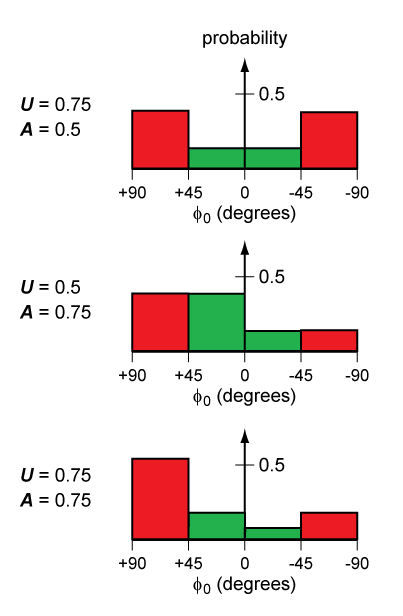 probability
0.5
U = 0.75
A = 0.5
+90 +45 0 -45 -90
ϕ0 (degrees)
0.5
U = 0.5
A = 0.75
+90 +45 0 -45 -90
ϕ0 (degrees)
0.5
U = 0.75
A = 0.75
+90 +45 0 -45 -90
ϕ0 (degrees)